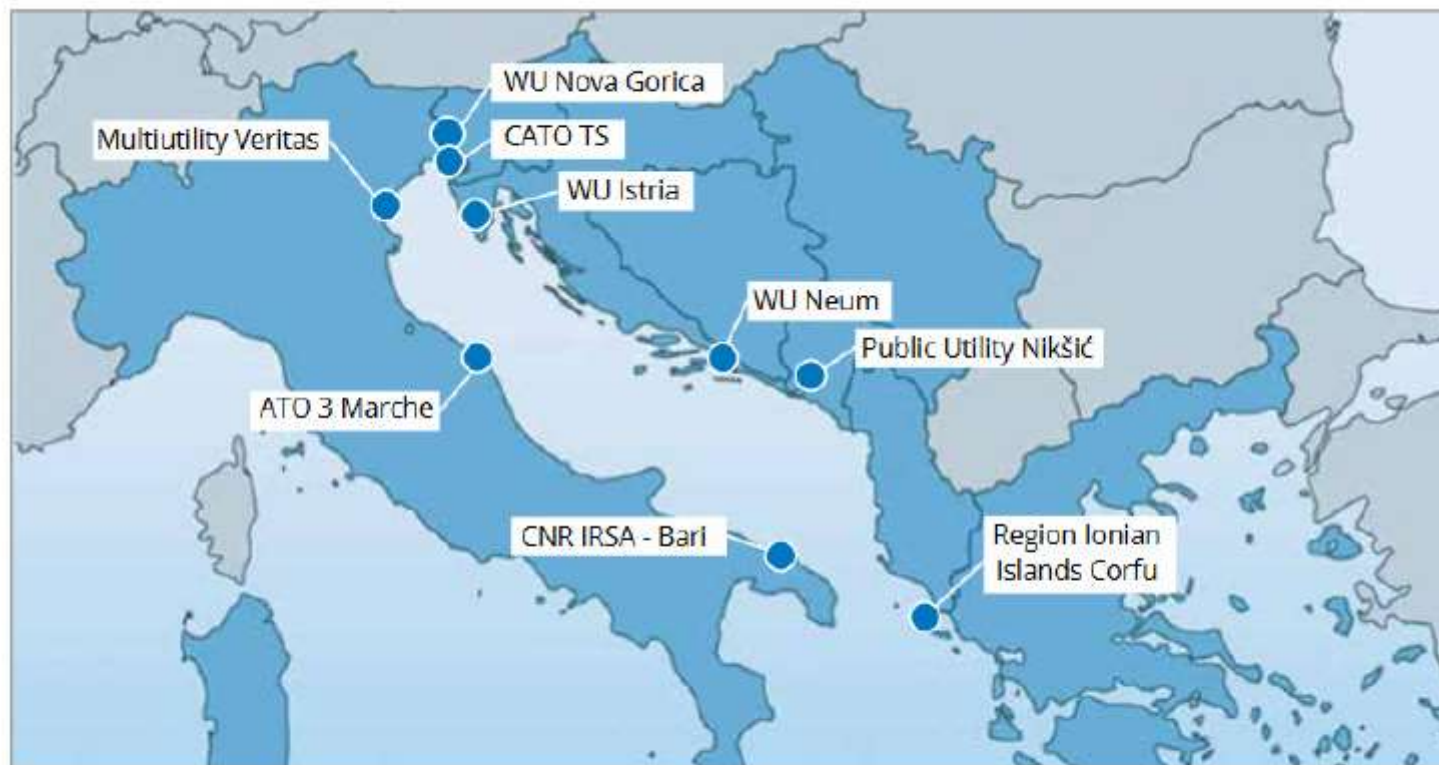 WU Nova Gorica
Multiutility Veritas
CATO TS
WU Istria
WU Neum
Public Utility Nikšić
ATO 3 Marche
CNR IRSA - Bari
Region Ionian
Islands Corfu